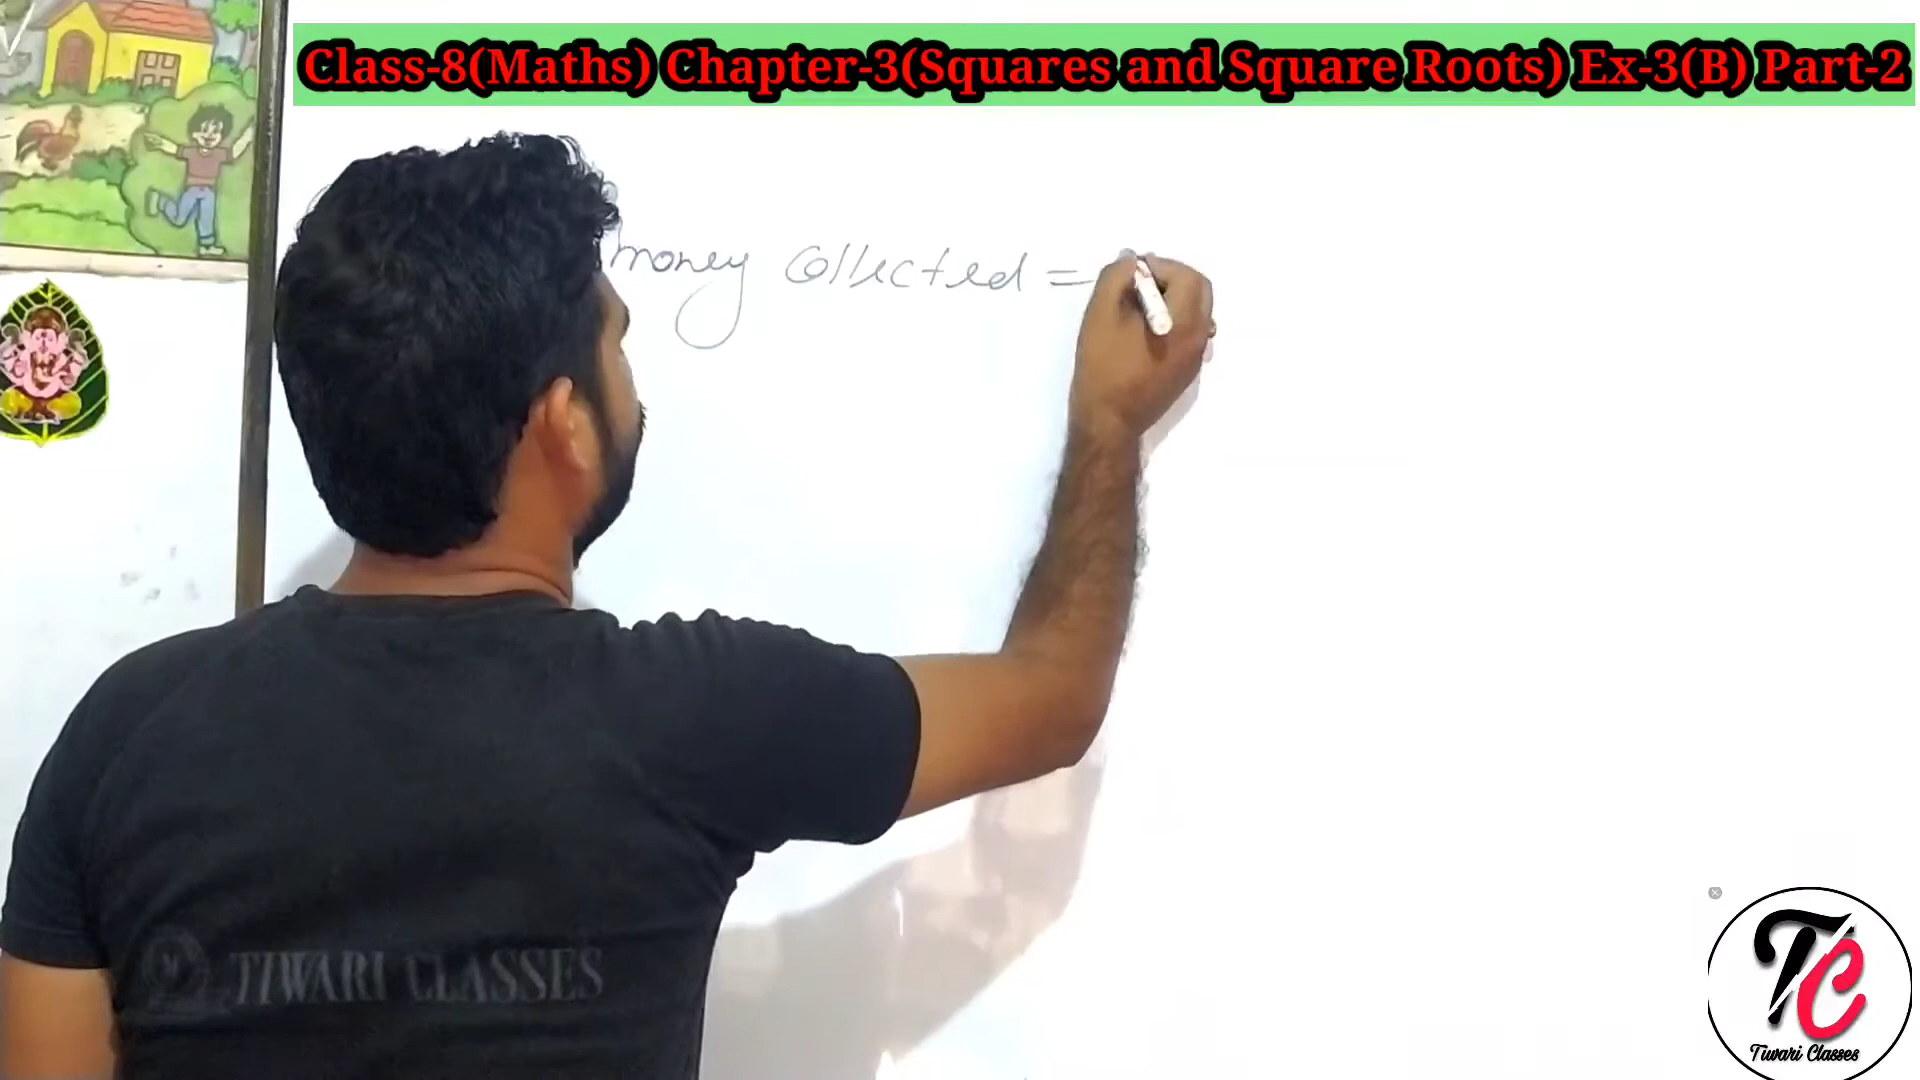 Class-8(Maths) Chapter-3(Squares and Square Roots) Ex-3(B) Part-2
money collected =
TIWARI CLASSES
TC
Tiwari Classes